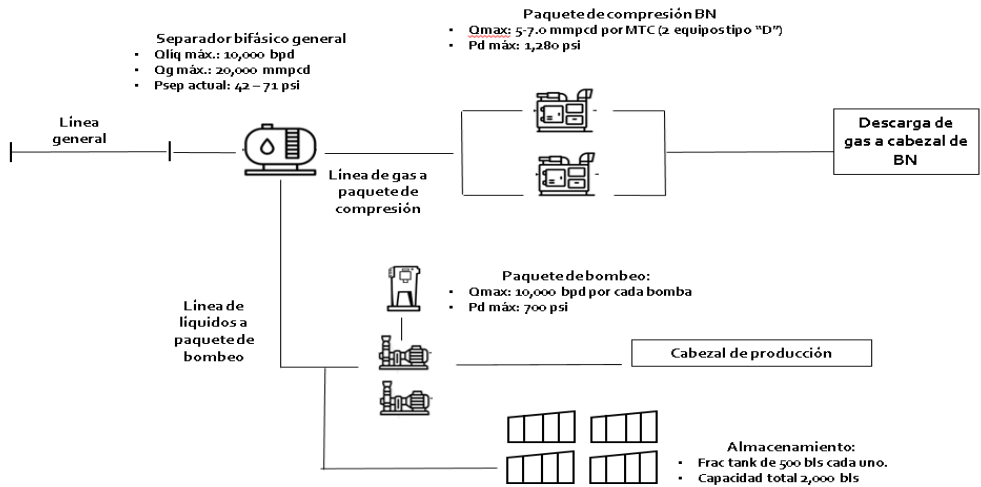 Paquete de compresión BN
• Qmax: 5-7.0 mmpcd por MTC (2 equipos tipo “D”)
• Pd máx: 1,280 psi
Separador bifásico general
• Qliq máx.: 10,000 bpd
• Qg máx.: 20,000 mmpcd
• Psep actual: 42 – 71 psi
Línea
general
Descarga de
gas a cabezal de
BN
Línea de gas a
paquete de
compresión
Paquete de bombeo:
• Qmax: 10,000 bpd por cada bomba
• Pd máx: 700 psi
Línea de
líquidos a
paquete de
bombeo
Cabezal de producción
Almacenamiento:
• Frac tank de 500 bls cada uno.
• Capacidad total 2,000 bls